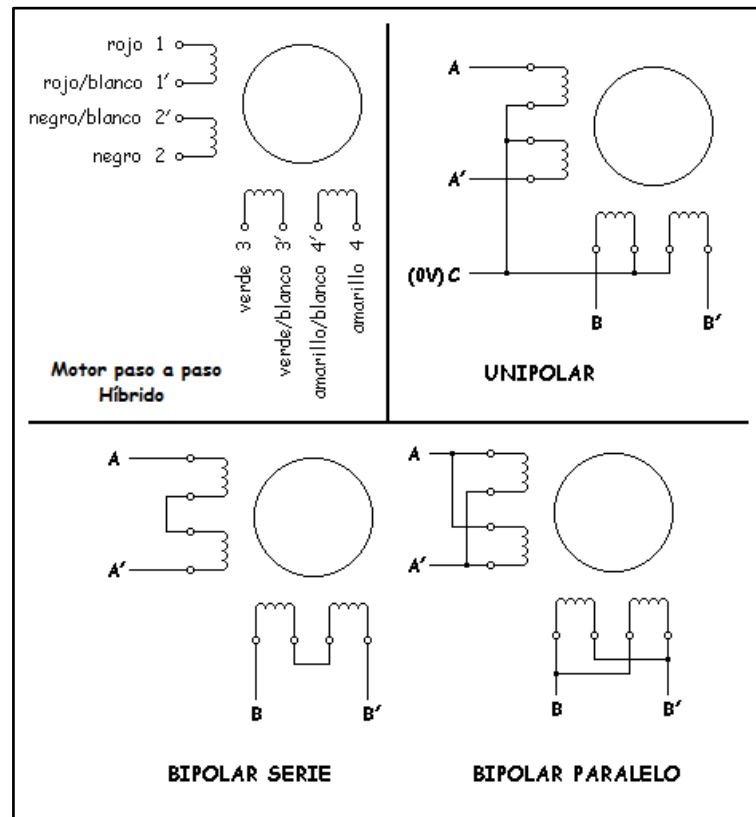 rojo 1
rojo/blanco 1'
negro/blanco 2'
negro 2
verde 3
verde/blanco 3'
amarillo/blanco 4'
amarillo 4
Motor paso a paso
Híbrido
A
A'
(0V) C
B B'
UNIPOLAR
A
A'
B B'
BIPOLAR SERIE
A
A'
B B'
BIPOLAR PARALELO